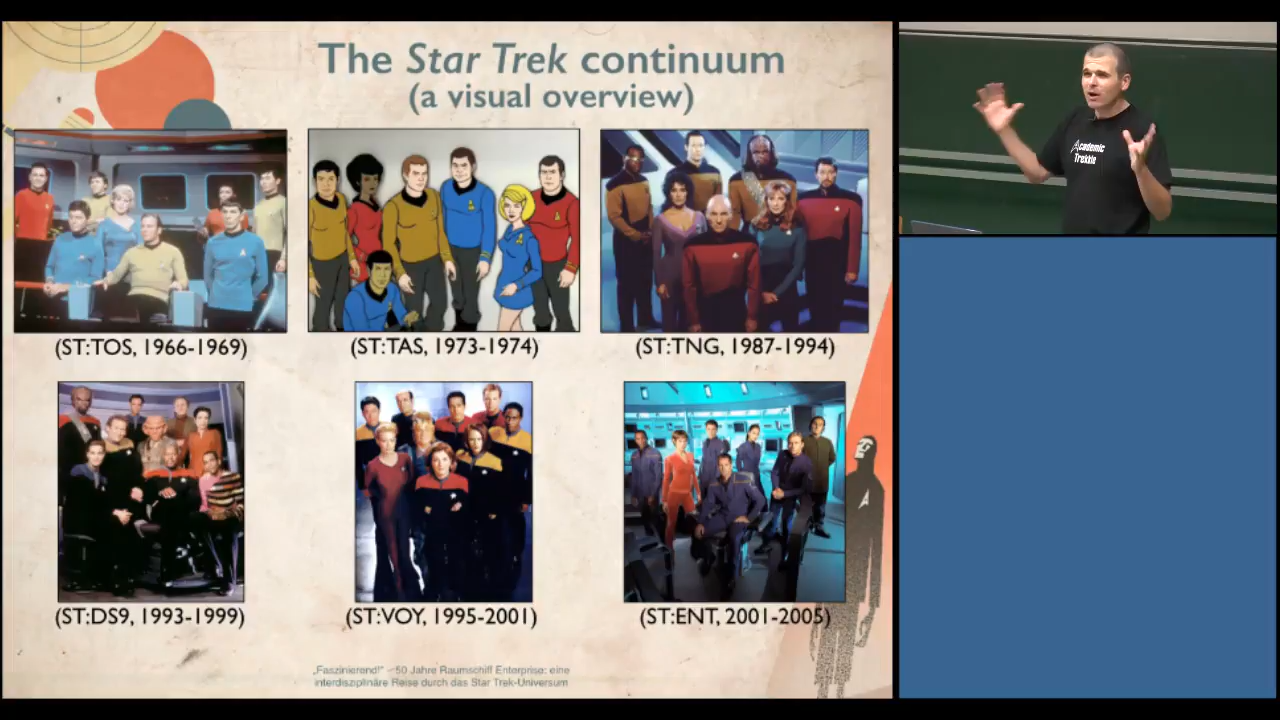 The Star Trek continuum
(a visual overview)
(ST:TOS, 1966-1969)
(ST:TAS, 1973-1974)
(ST:TNG, 1987-1994)
(ST:DS9, 1993-1999)
(ST:VOY, 1995-2001)
(ST:ENT, 2001-2005)
„Faszinierend!“ – 50 Jahre Raumschiff Enterprise: eine
interdisziplinäre Reise durch das Star Trek-Universum
Academic
Trekkie